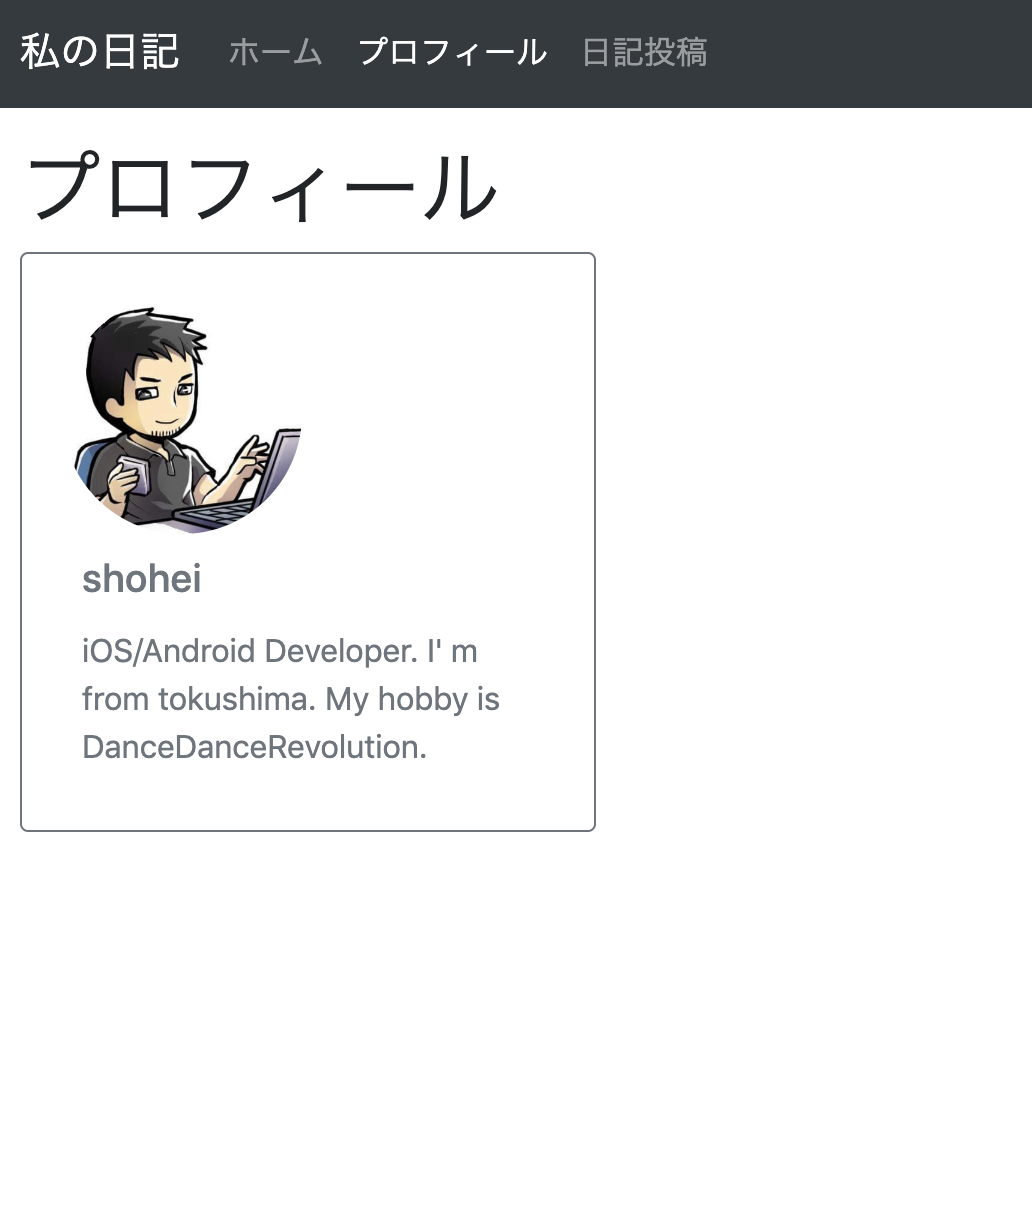 私の日記 ホーム プロフィール 日記投稿
プロフィール
shohei
iOS/Android Developer. I' m
from tokushima. My hobby is
DanceDanceRevolution.